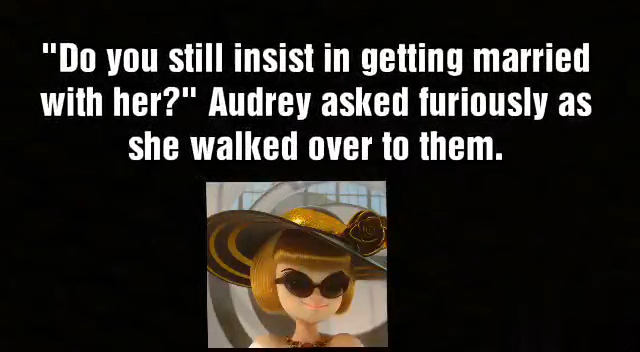 "Do you still insist in getting married
with her?" Audrey asked furiously as
she walked over to them.